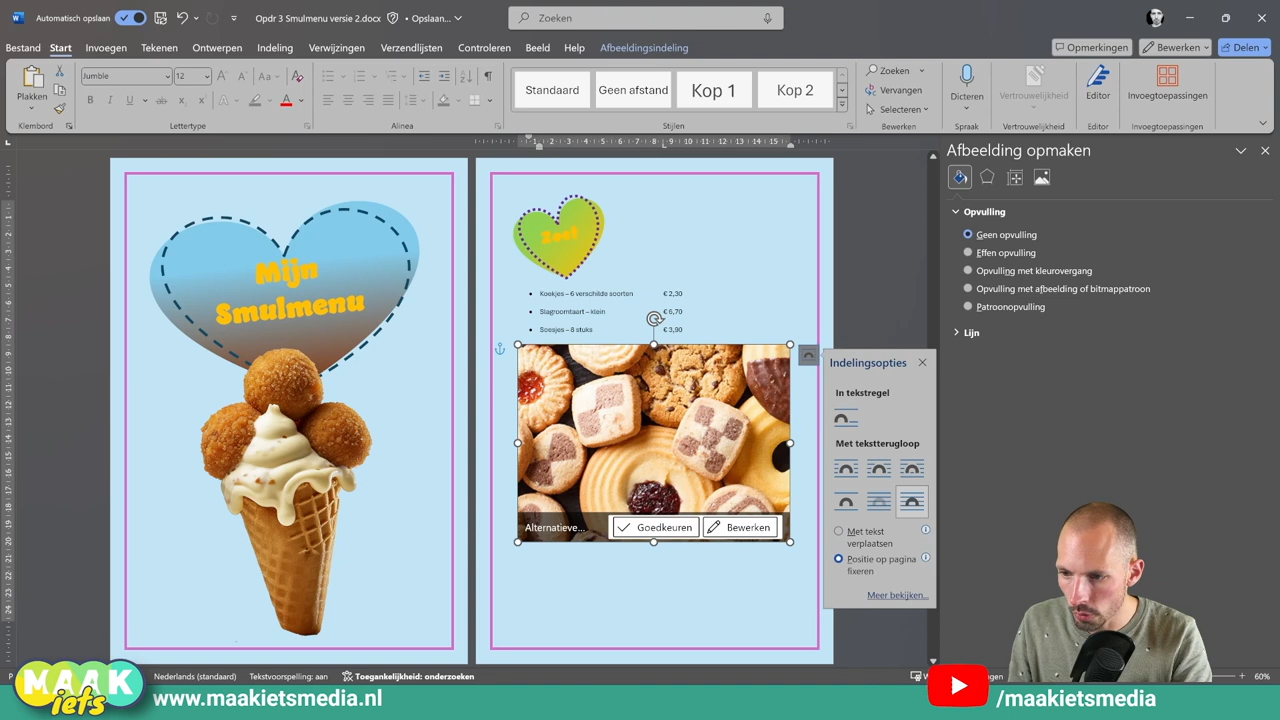 Automatisch opslaan
Opdr 3 Smulmenu versie 2.docx
• Opslaan...
Zoeken
Bestand Start Invoegen Tekenen Ontwerpen Indeling Verwijzingen Verzendlijsten Controleren Beeld Help Afbeeldingsindeling
Opmerkingen
Bewerken
Delen
Plakken
Klembord
Jumble
12
Lettertype
Alinea
Standaard
Geen afstand
Kop 1
Kop 2
Stijlen
Zoeken
Vervangen
Selecteren
Bewerken
Dicteren
Spraak
Vertrouwelijkheid
Vertrouwelijkheid
Editor
Editor
Invoegtoepassingen
Invoegtoepassingen
Mijn
Smulmenu
Zoet
• Koekjes – 6 verschilde soorten € 2,30
• Slagroomtaart – klein € 6,70
• Soesjes – 8 stuks € 3,90
Alternatieve...
Goedkeuren
Bewerken
Indelingsopties
In tekstregel
Met tekstterugloop
Met tekst
verplaatsen
Positie op pagina
fixeren
Meer bekijken...
Afbeelding opmaken
Opvulling
Geen opvulling
Effen opvulling
Opvulling met kleurovergang
Opvulling met afbeelding of bitmappatroon
Patroonopvulling
Lijn
Nederlands (standaard)
Tekstvoorspelling: aan
Toegankelijkheid: onderzoeken
60%
MAAK
iets
www.maakietsmedia.nl
/maakietsmedia